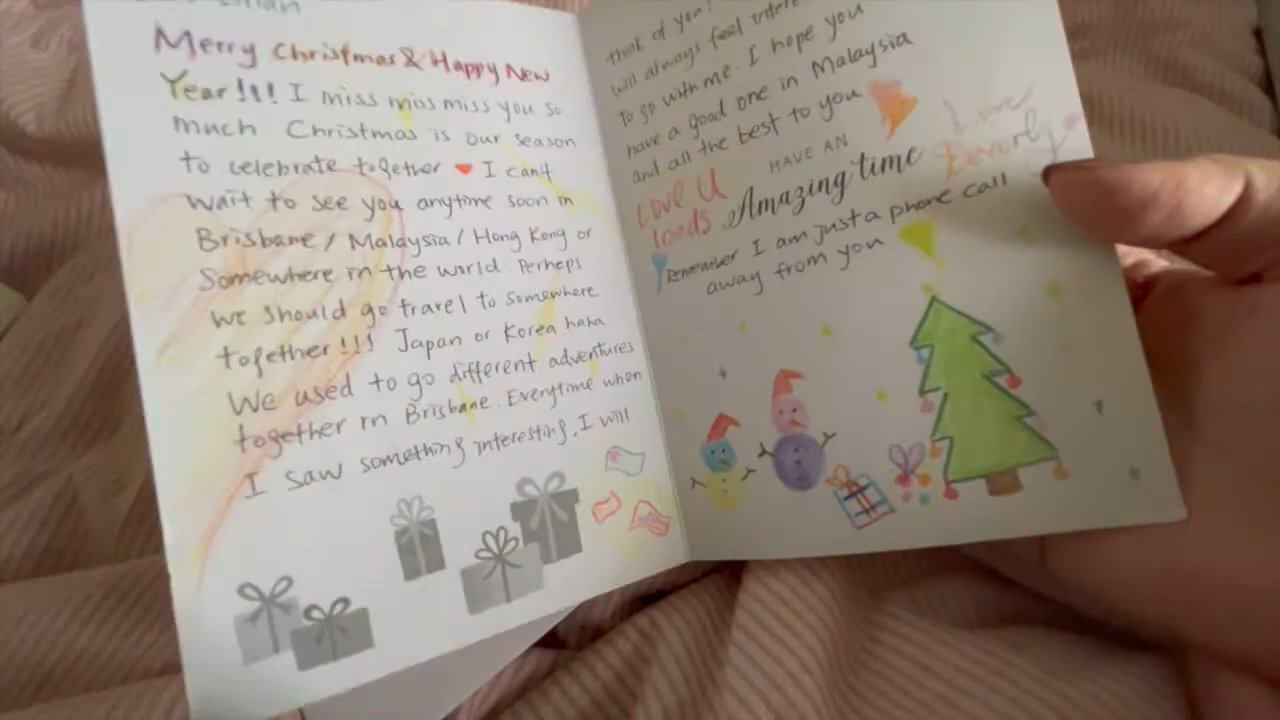 Merry Christmas & Happy New
Year!!! I miss miss miss you so
much Christmas is our season
to celebrate together ❤ I can't
wait to see you anytime soon in
Brisbane / Malaysia / Hong Kong or
Somewhere in the world. Perheps
we should go travel to somewhere
together!!! Japan or Korea haha
We used to go different adventures
together in Brisbane. Everytime when
I saw something interesting, I will
think of you!
will always feel
to go with me. I hope you
have a good one in Malaysia
and all the best to you
Love U
loads
HAVE AN
Amazing time
Love
Beverly
Remember I am just a phone call
away from you